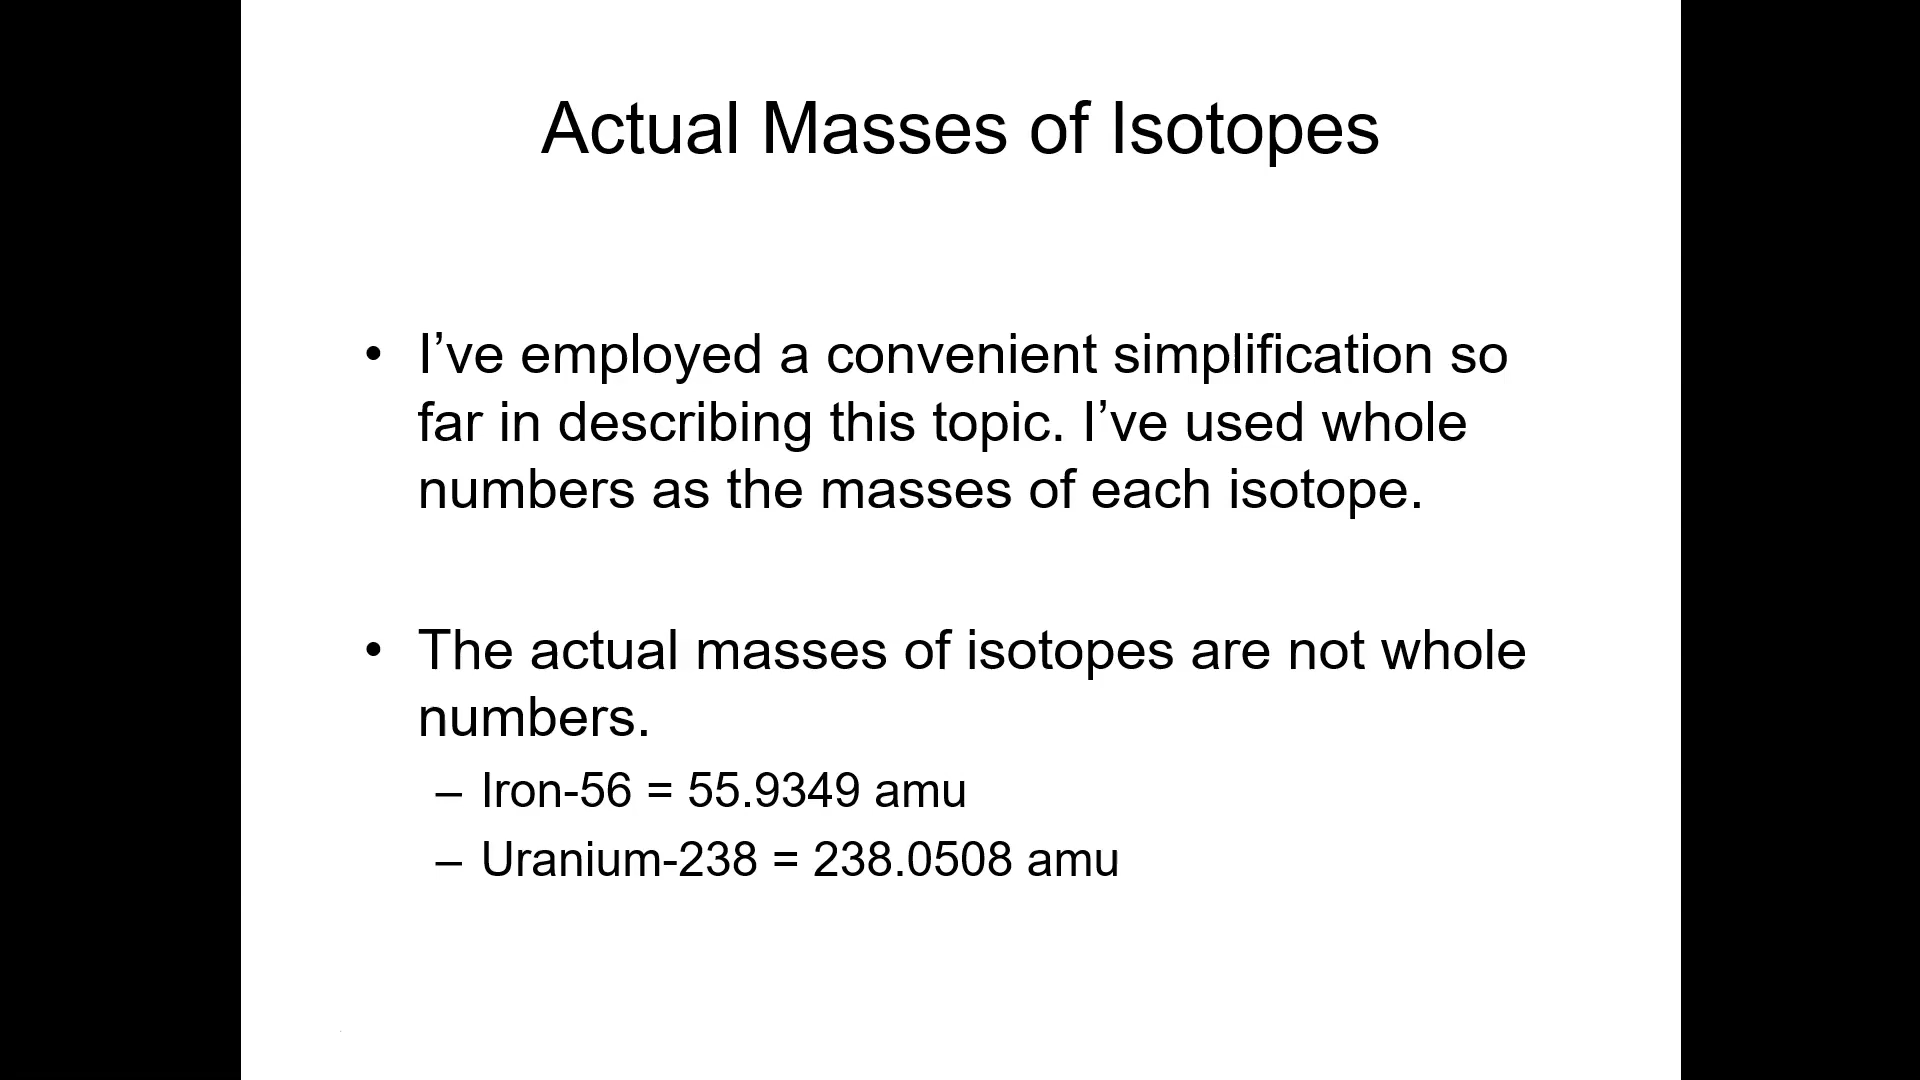 Actual Masses of Isotopes
• I’ve employed a convenient simplification so
far in describing this topic. I’ve used whole
numbers as the masses of each isotope.
• The actual masses of isotopes are not whole
numbers.
– Iron-56 = 55.9349 amu
– Uranium-238 = 238.0508 amu